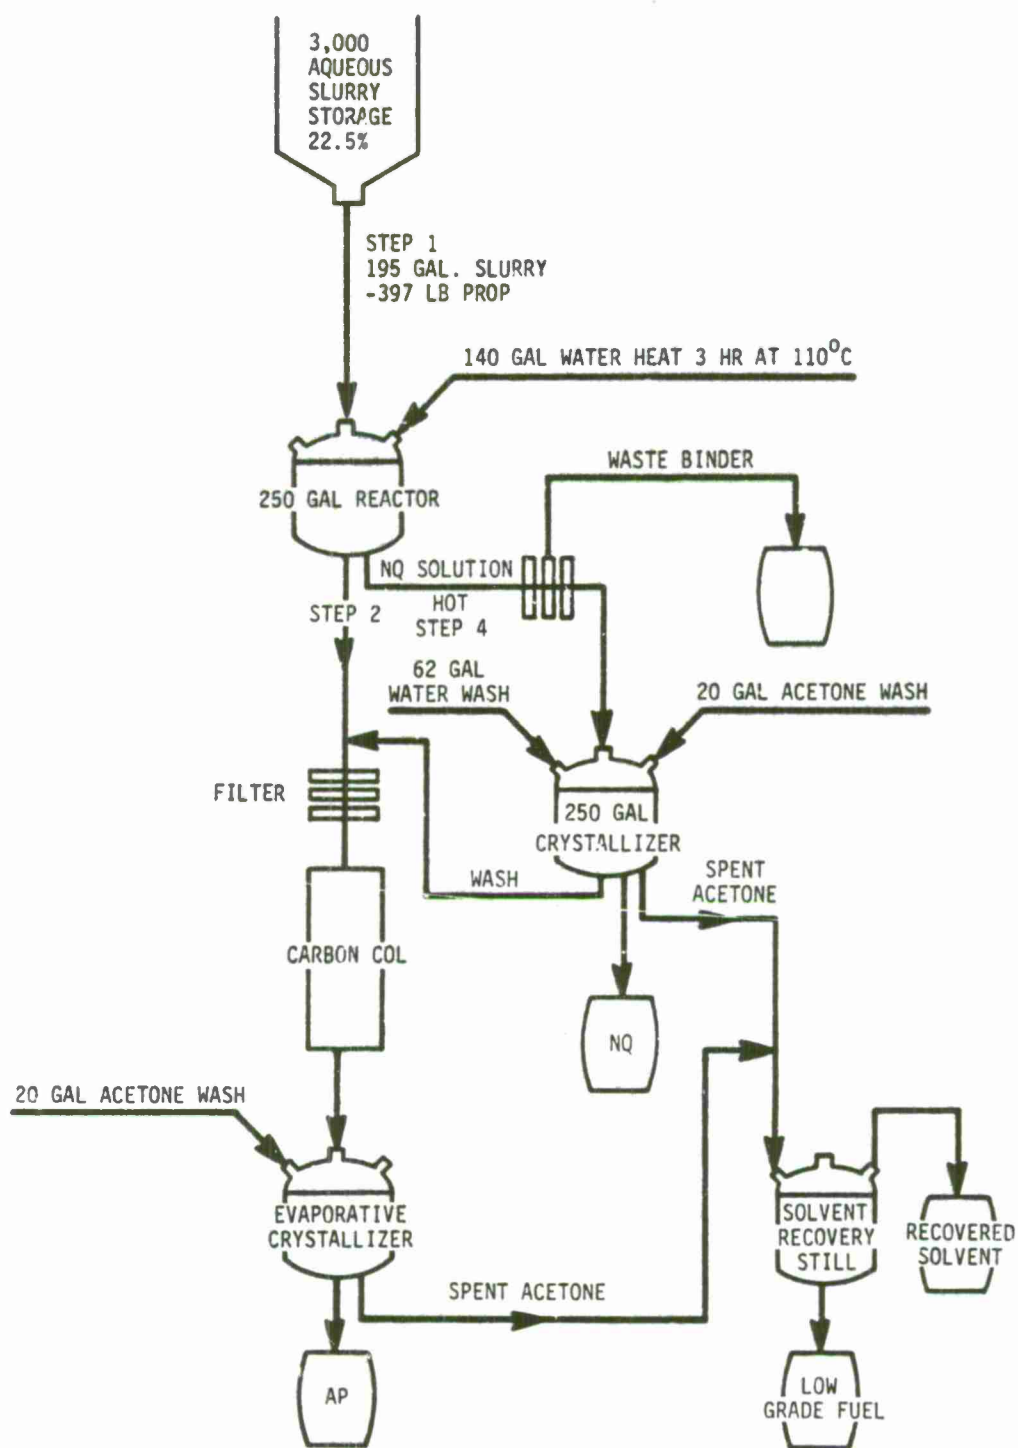 3,000
AQUEOUS
SLURRY
STORAGE
22.5%
STEP 1
195 GAL. SLURRY
-397 LB PROP
140 GAL WATER HEAT 3 HR AT 110°C
WASTE BINDER
250 GAL REACTOR
NQ SOLUTION
HOT
STEP 4
STEP 2
62 GAL
WATER WASH
20 GAL ACETONE WASH
FILTER
250 GAL
CRYSTALLIZER
WASH
SPENT
ACETONE
CARBON COL
NQ
20 GAL ACETONE WASH
EVAPORATIVE
CRYSTALLIZER
SOLVENT
RECOVERY
STILL
RECOVERED
SOLVENT
SPENT ACETONE
AP
LOW
GRADE FUEL